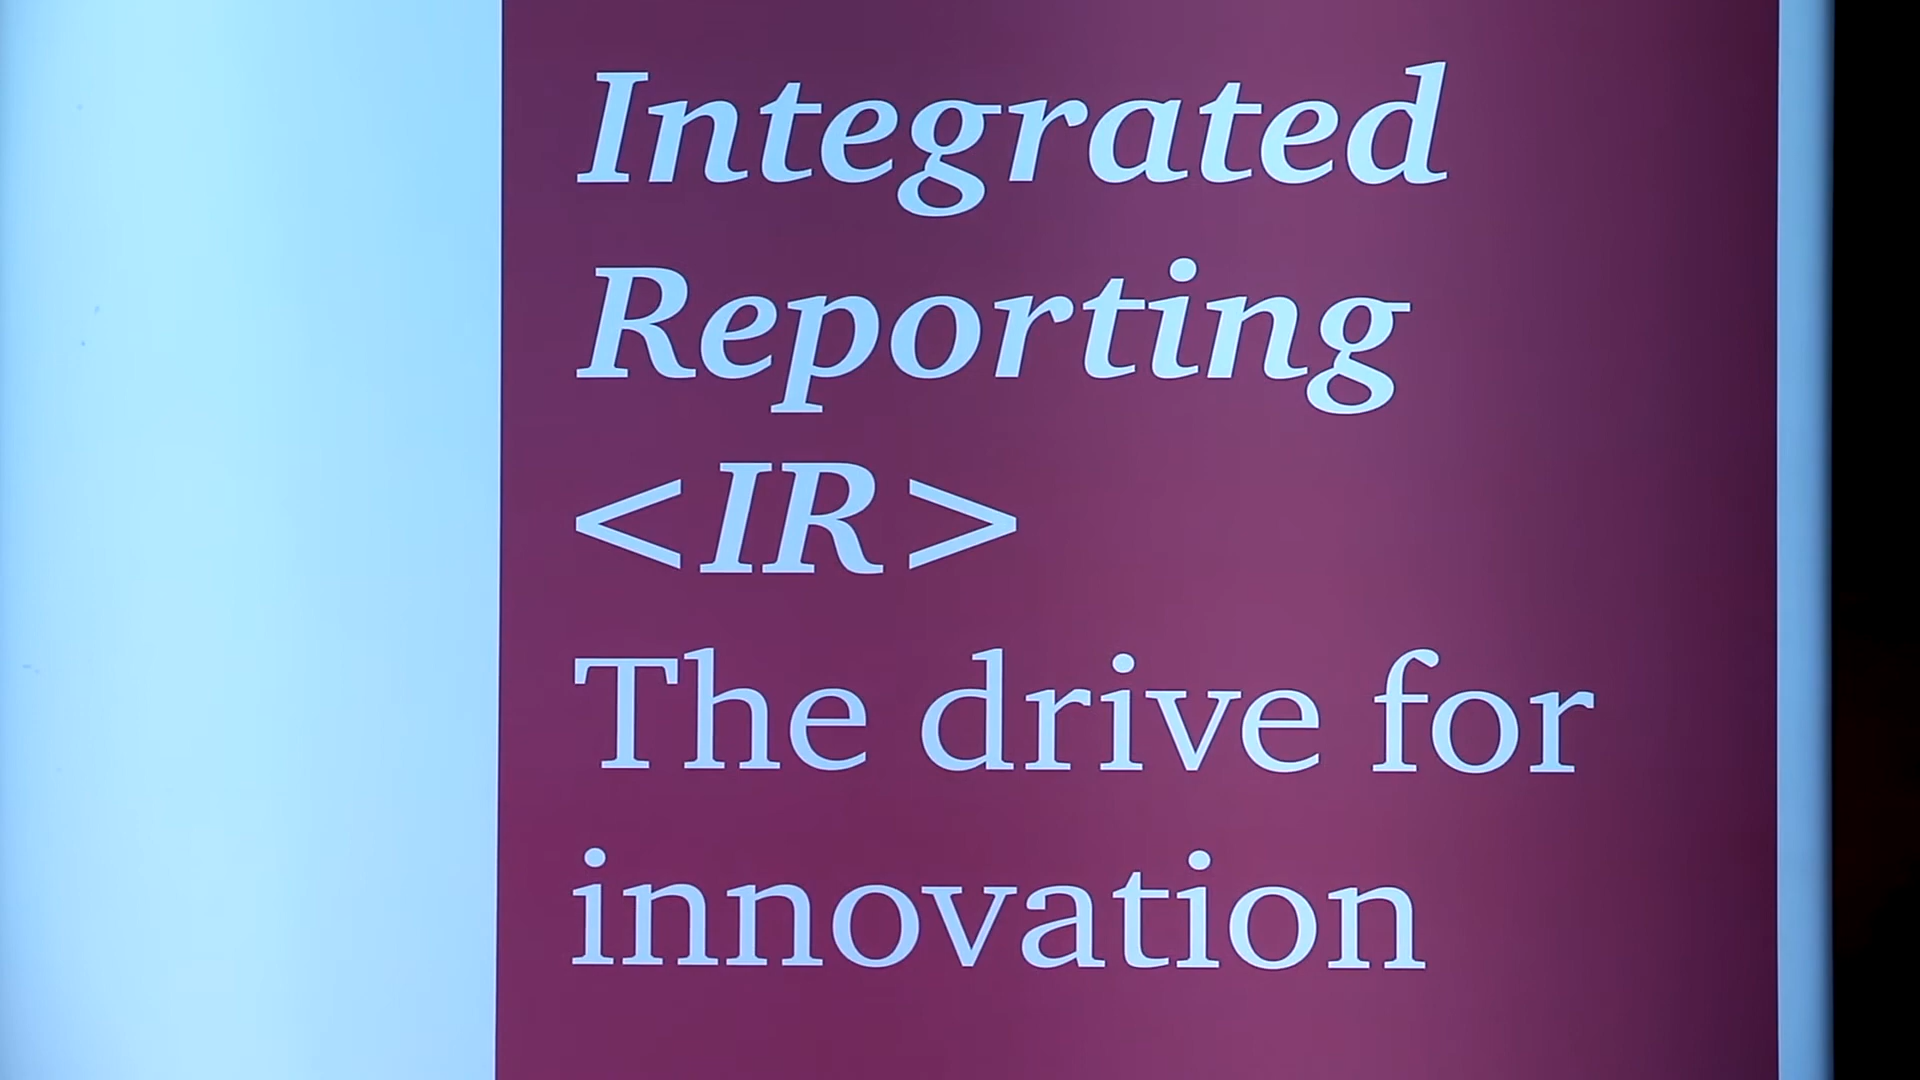 Integrated
Reporting
<IR>
The drive for
innovation